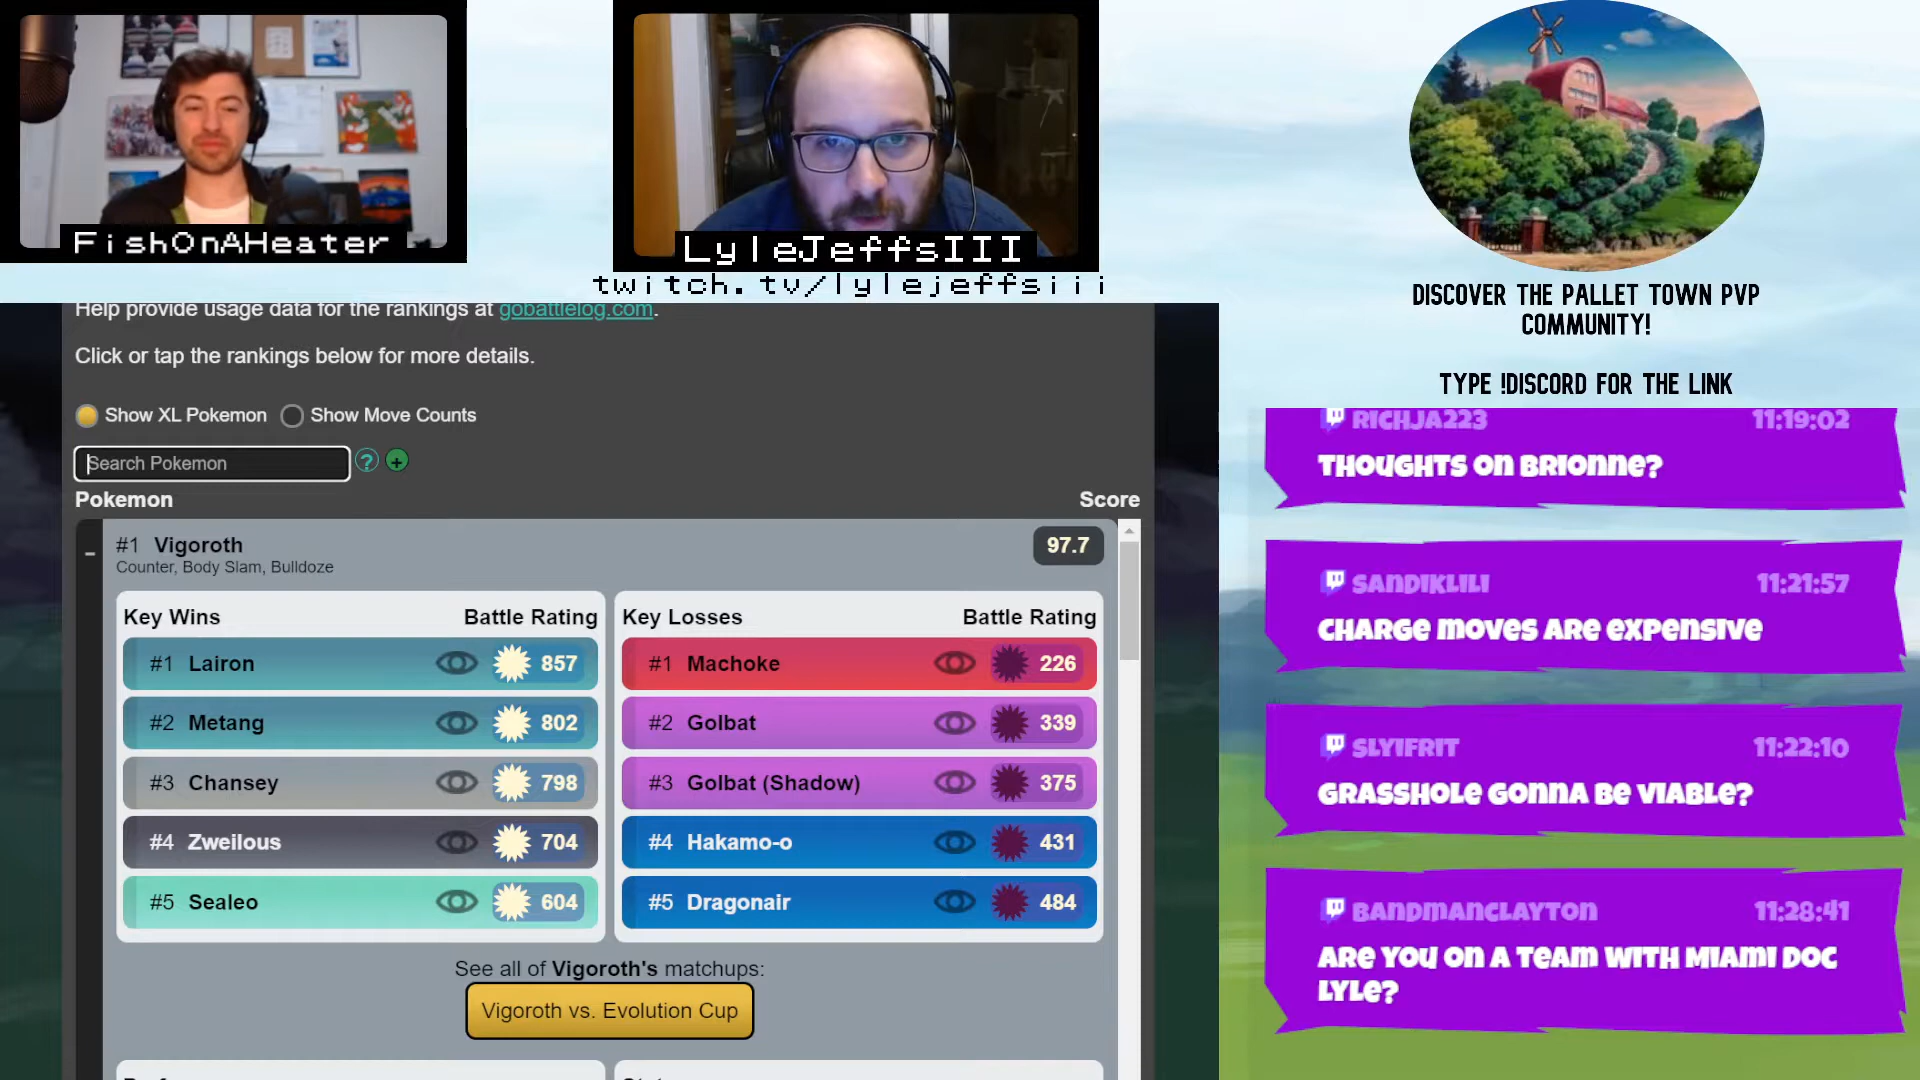 FishOnAHeater
LyleJeffsIII
twitch.tv/lylejeffsiii
DISCOVER THE PALLET TOWN PVP
COMMUNITY!
TYPE !DISCORD FOR THE LINK
Help provide usage data for the rankings at gobattlelog.com.
Click or tap the rankings below for more details.
Show XL Pokemon
Show Move Counts
Search Pokemon
?
+
Pokemon
Score
-
#1 Vigoroth
97.7
Counter, Body Slam, Bulldoze
Key Wins
Battle Rating
#1 Lairon
857
#2 Metang
802
#3 Chansey
798
#4 Zweilous
704
#5 Sealeo
604
Key Losses
Battle Rating
#1 Machoke
226
#2 Golbat
339
#3 Golbat (Shadow)
375
#4 Hakamo-o
431
#5 Dragonair
484
See all of Vigoroth's matchups:
Vigoroth vs. Evolution Cup
RICHJA223
11:19:02
THOUGHTS ON BRIONNE?
SANDIKLILI
11:21:57
CHARGE MOVES ARE EXPENSIVE
SLYIFRIT
11:22:10
GRASSHOLE GONNA BE VIABLE?
BANDMANCLAYTON
11:28:41
ARE YOU ON A TEAM WITH MIAMI DOC
LYLE?